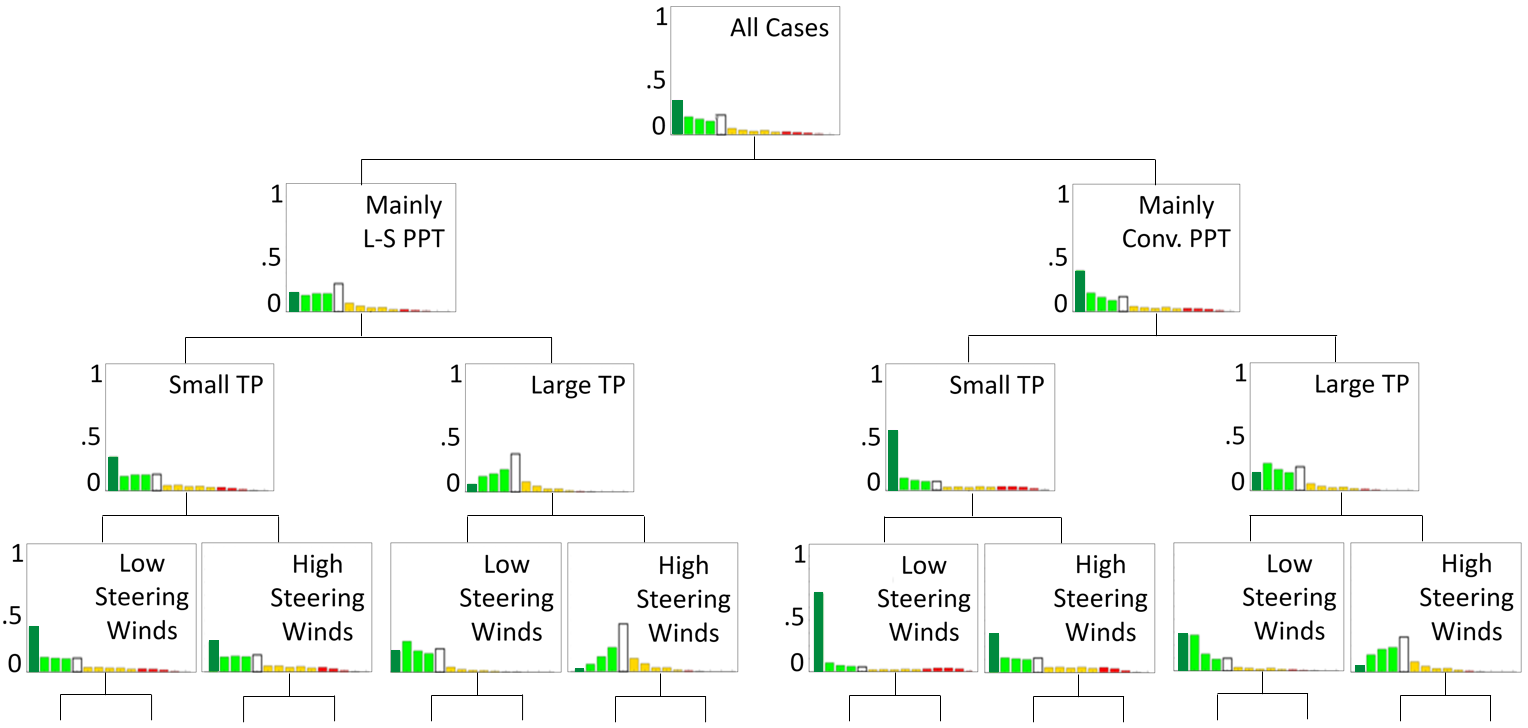 1
All Cases
.5
0
1
Mainly
L-S PPT
.5
0
1
Mainly
Conv. PPT
.5
0
1
Small TP
.5
0
1
Large TP
.5
0
1
Small TP
.5
0
1
Large TP
.5
0
1
Low
Steering
Winds
.5
0
High
Steering
Winds
Low
Steering
Winds
High
Steering
Winds
1
Low
Steering
Winds
.5
0
High
Steering
Winds
Low
Steering
Winds
High
Steering
Winds